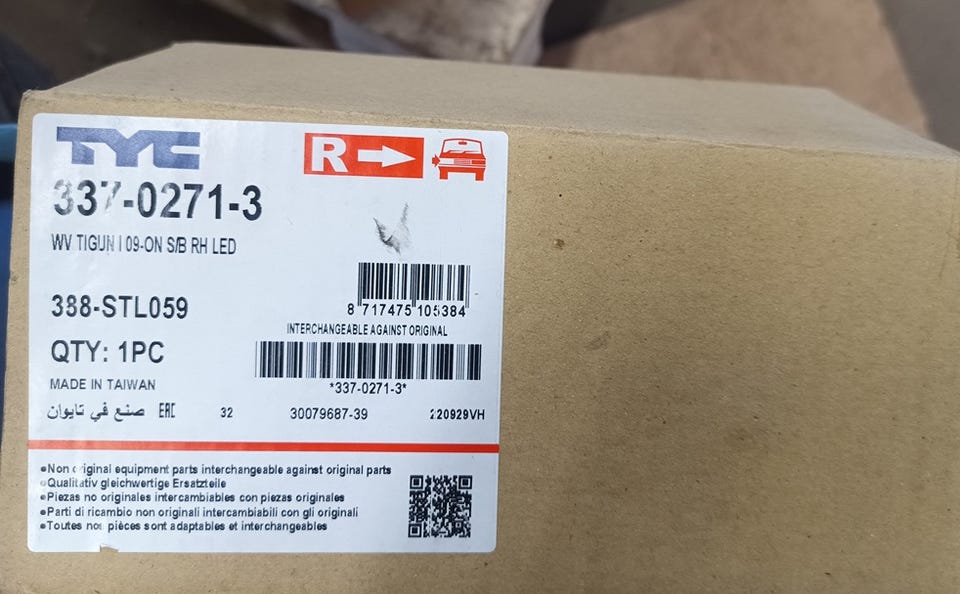 TYC
R
337-0271-3
WV TIGUN I 09-ON S/B RH LED
8 717475 105384
388-STL059
INTERCHANGEABLE AGAINST ORIGINAL
QTY: 1PC
*337-0271-3*
MADE IN TAIWAN
صنع في تايوان EAC 32 30079687-39 220929VH
•Non original equipment parts interchangeable against original parts
•Qualitativ gleichwertige Ersatzteile
•Piezas no originales intercambiables con piezas originales
•Parti di ricambio non originali intercambiabili con gli originali
•Toutes nos pièces sont adaptables et interchangeables